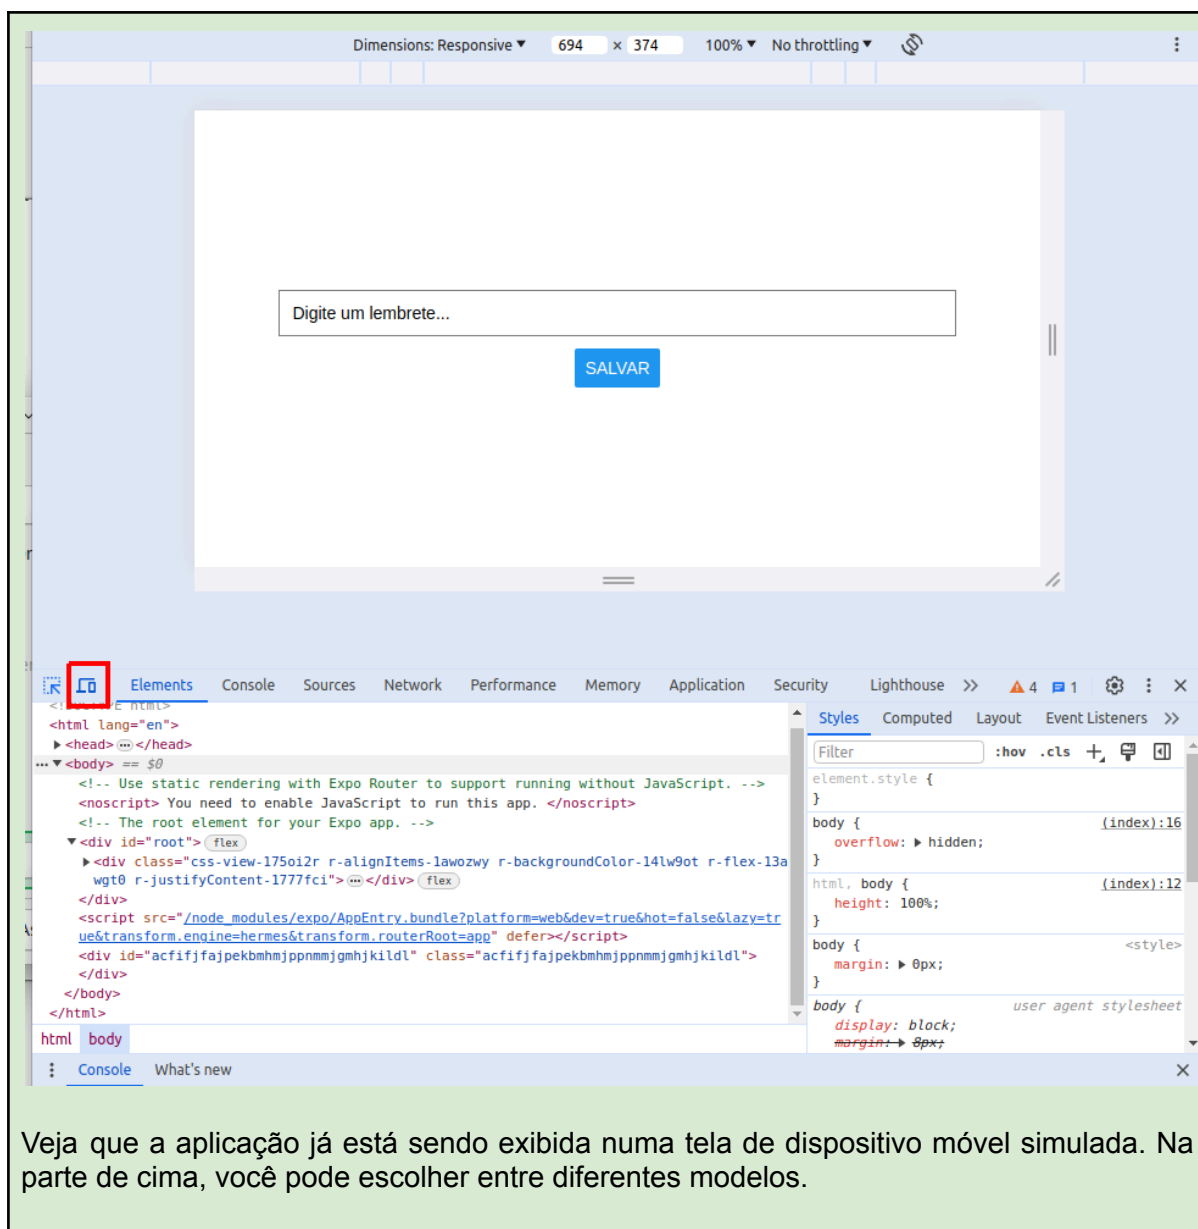 Dimensions: Responsive ▼ 694 × 374 100% ▼ No throttling ▼
Digite um lembrete...
SALVAR
Elements Console Sources Network Performance Memory Application Security Lighthouse >> 4 1
<!DOCTYPE html>
<html lang="en">
<head> ... </head>
... <body> == $0
<!-- Use static rendering with Expo Router to support running without JavaScript. -->
<noscript> You need to enable JavaScript to run this app. </noscript>
<!-- The root element for your Expo app. -->
<div id="root"> flex
<div class="css-view-175oi2r r-alignItems-1awozwy r-backgroundColor-14lw9ot r-flex-13a
wgt0 r-justifyContent-1777fci"> ... </div> flex
</div>
<script src="/node_modules/expo/AppEntry.bundle?platform=web&dev=true&hot=false&lazy=tr
ue&transform.engine=hermes&transform.routerRoot=app" defer></script>
<div id="acfifjfajpekbmhmjppnmmjgmhjkildl" class="acfifjfajpekbmhmjppnmmjgmhjkildl">
</div>
</body>
</html>
html body
Styles Computed Layout Event Listeners >>
Filter :hov .cls +
element.style {
}
body { (index):16
overflow: ▶ hidden;
}
html, body { (index):12
height: 100%;
}
body { <style>
margin: ▶ 0px;
}
body { user agent stylesheet
display: block;
margin: ▶ 8px;
Console What's new
Veja que a aplicação já está sendo exibida numa tela de dispositivo móvel simulada. Na
parte de cima, você pode escolher entre diferentes modelos.